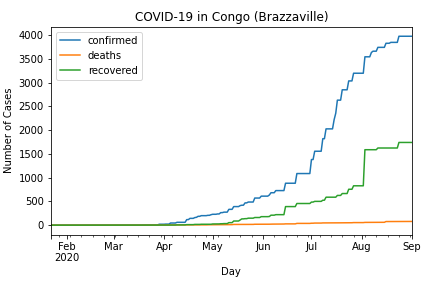 COVID-19 in Congo (Brazzaville)
confirmed
deaths
recovered
Number of Cases
4000
3500
3000
2500
2000
1500
1000
500
0
Feb Mar Apr May Jun Jul Aug Sep
2020
Day